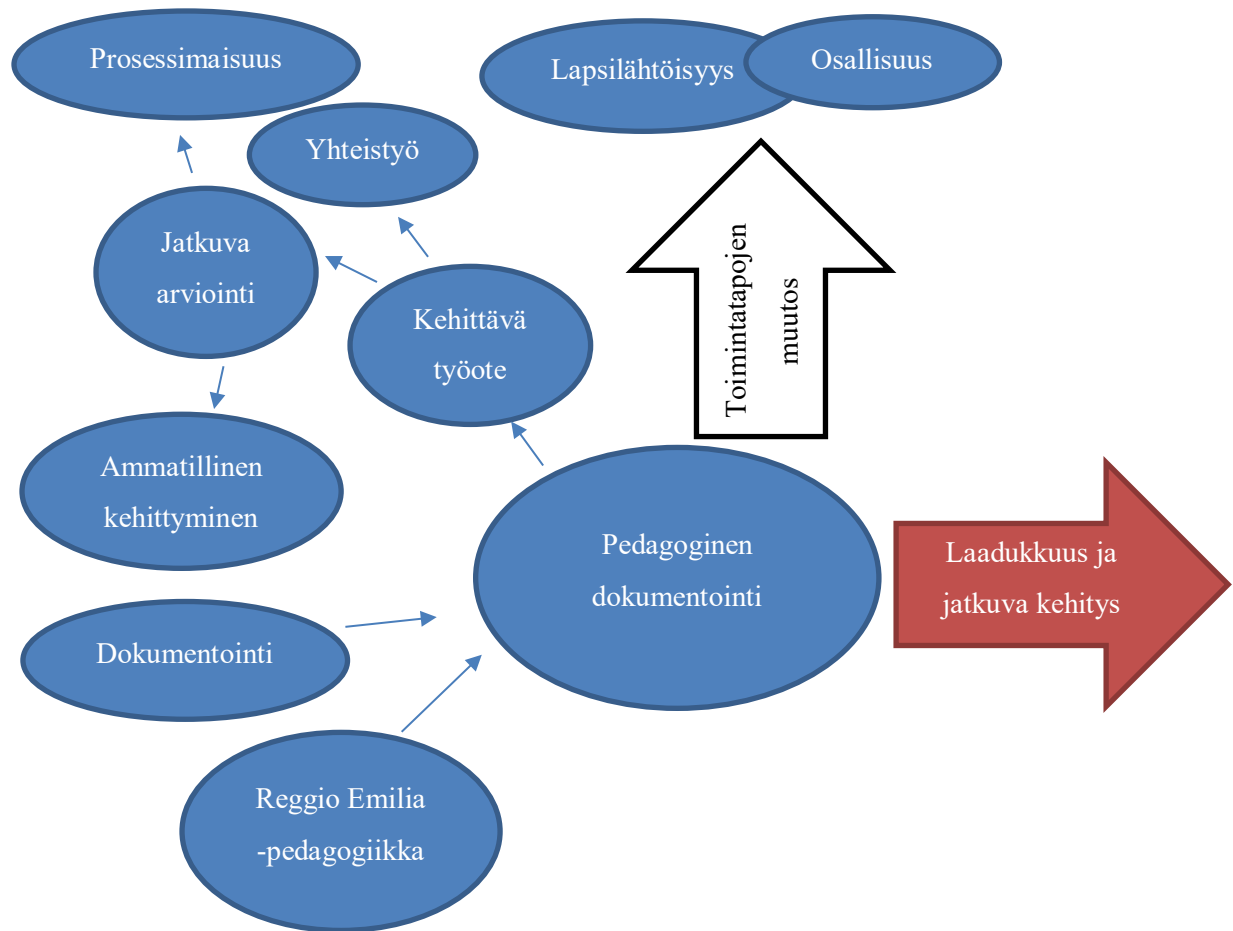 Prosessimaisuus
Lapsilähtöisyys
Osallisuus
Yhteistyö
Jatkuva
arviointi
Kehittävä
työote
Toimintatapojen
muutos
Ammatillinen
kehittyminen
Pedagoginen
dokumentointi
Laadukkuus ja
jatkuva kehitys
Dokumentointi
Reggio Emilia
-pedagogiikka